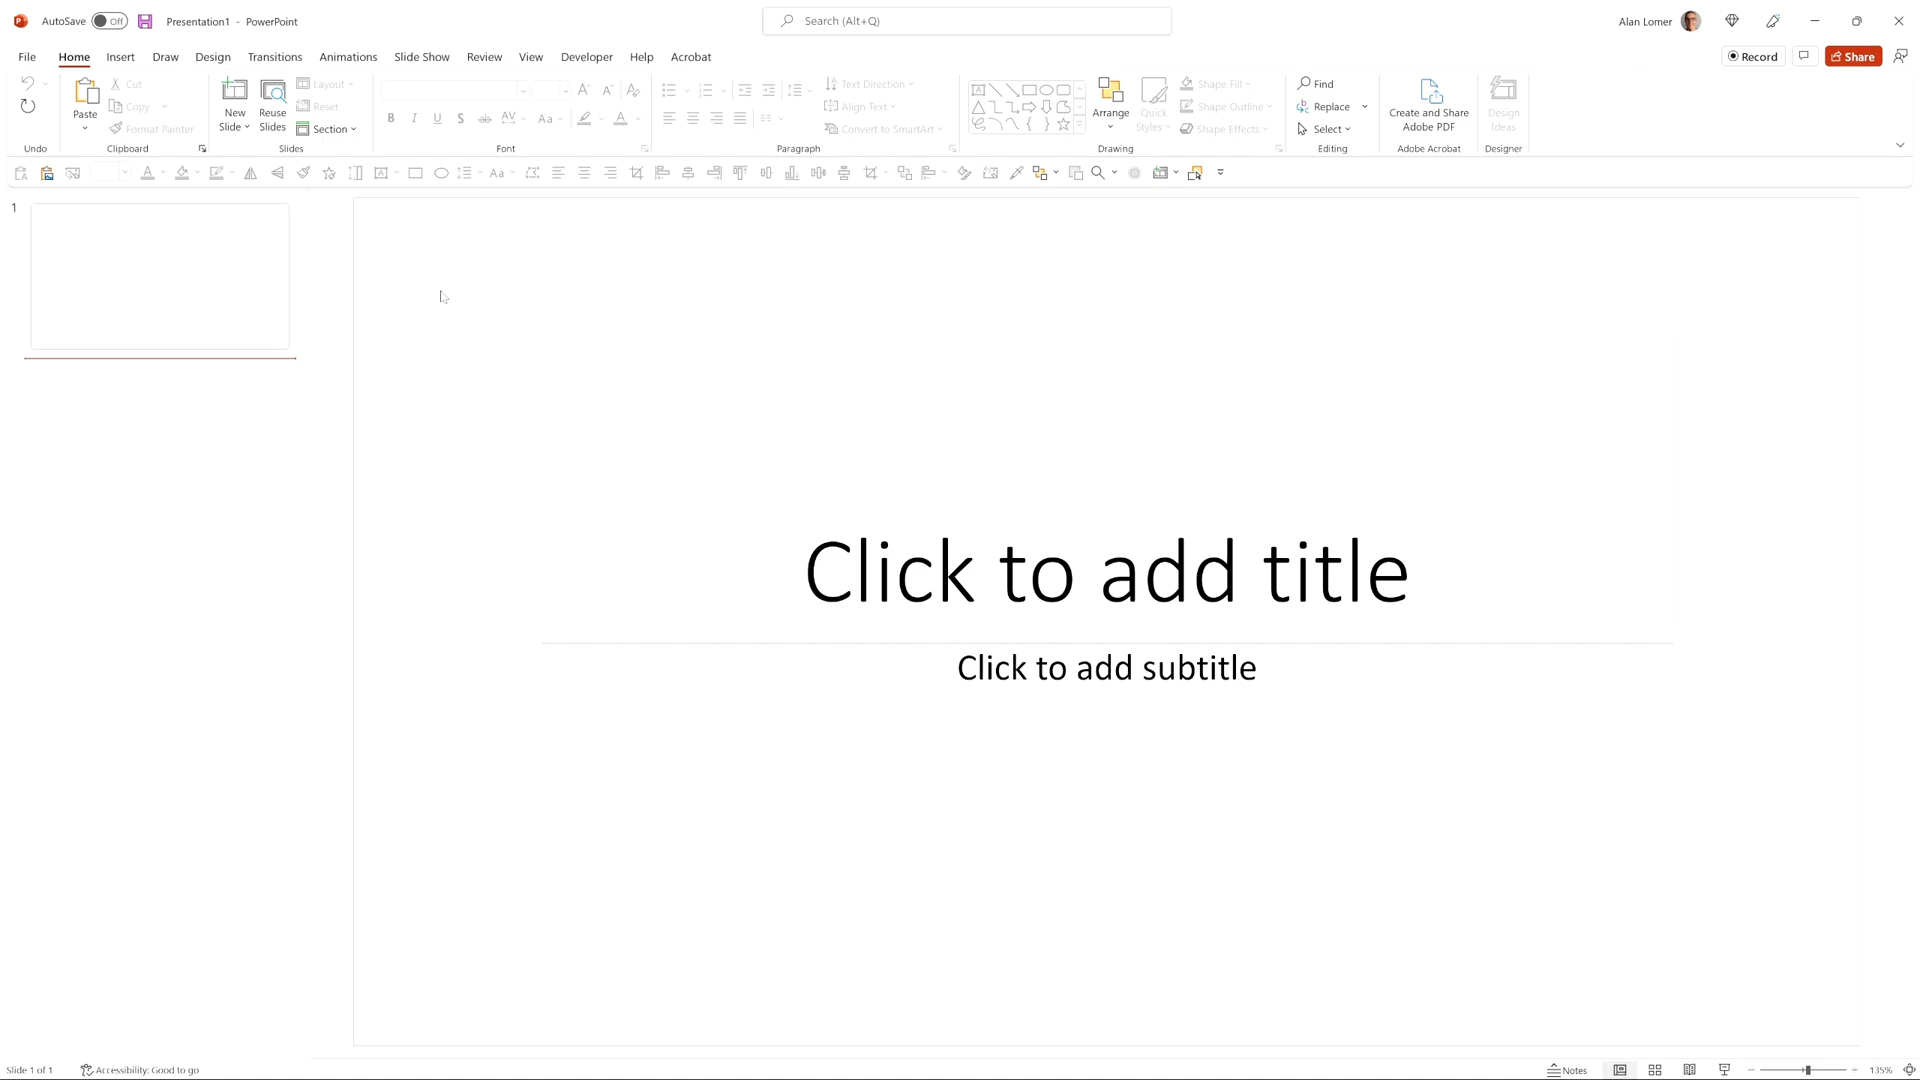 AutoSave Off Presentation1 - PowerPoint Search (Alt+Q) Alan Lomer
File Home Insert Draw Design Transitions Animations Slide Show Review View Developer Help Acrobat Record Share
Undo
Paste
Cut
Copy
Format Painter
Clipboard
New Slide
Reuse Slides
Layout
Reset
Section
Slides
B I U S ab AV Aa A
Font
Text Direction
Align Text
Convert to SmartArt
Paragraph
Arrange
Quick Styles
Shape Fill
Shape Outline
Shape Effects
Drawing
Find
Replace
Select
Editing
Create and Share Adobe PDF
Adobe Acrobat
Design Ideas
Designer
1
Click to add title
Click to add subtitle
Slide 1 of 1 Accessibility: Good to go Notes 135%